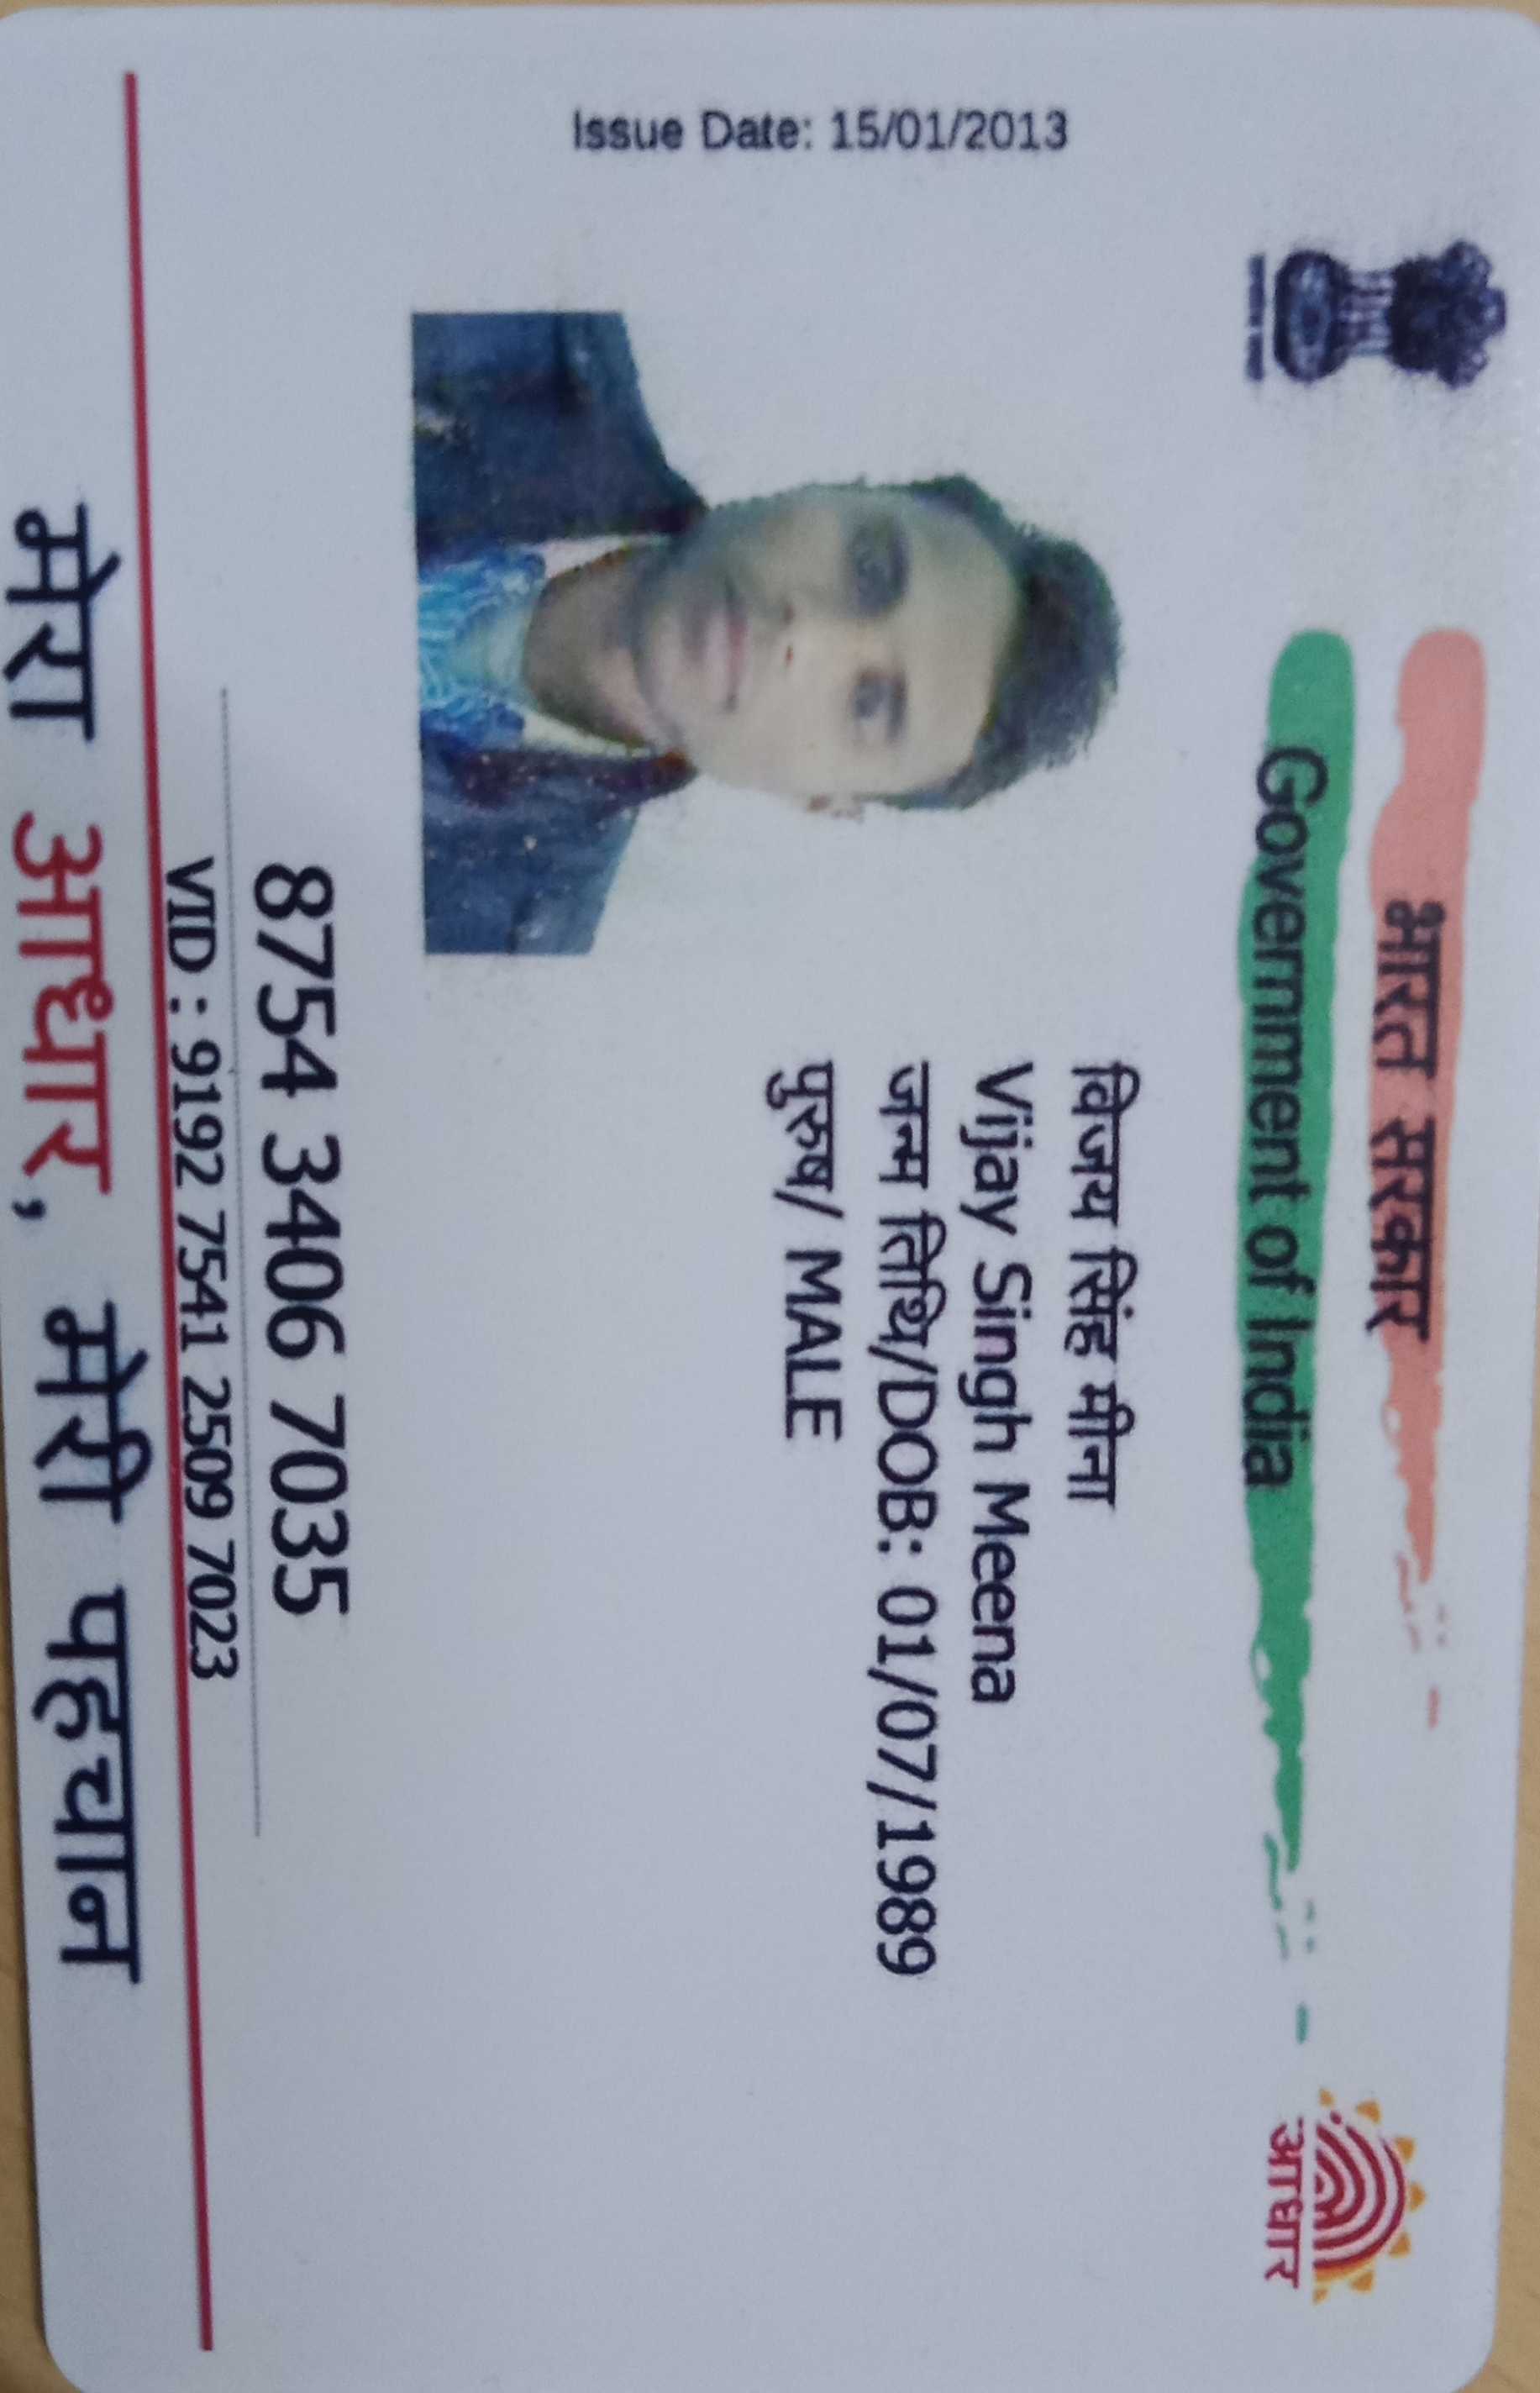 भारत सरकार
Government of India
आधार
Issue Date: 15/01/2013
विजय सिंह मीना
Vijay Singh Meena
जन्म तिथि/DOB: 01/07/1989
पुरुष/ MALE
8754 3406 7035
VID : 9192 7541 2509 7023
मेरा आधार, मेरी पहचान